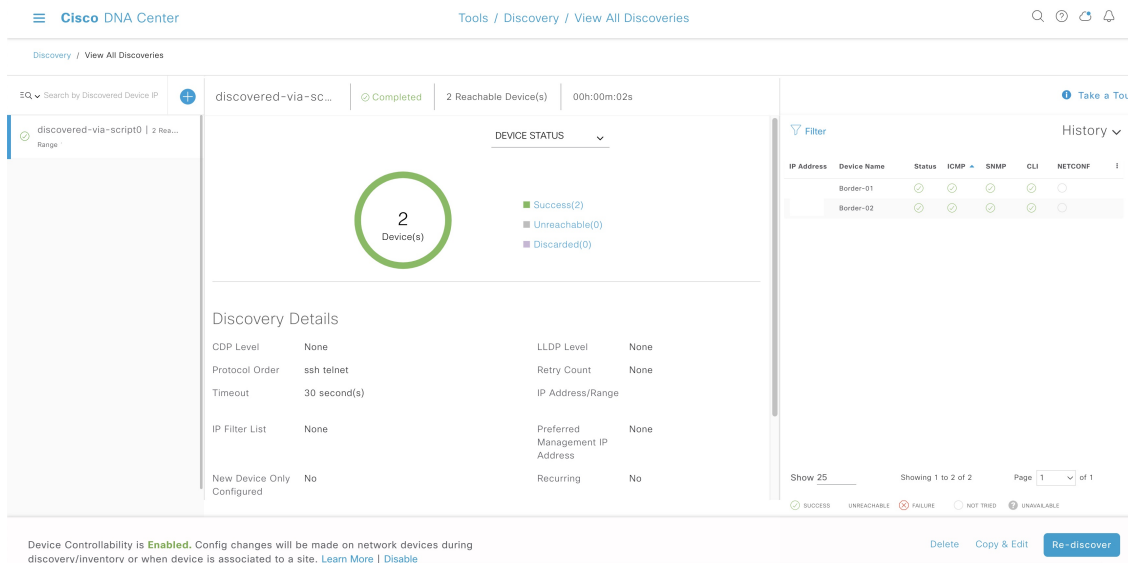 Cisco DNA Center
Tools / Discovery / View All Discoveries
Discovery / View All Discoveries
Search by Discovered Device IP
discovered-via-script0 | 2 Rea...
Range
discovered-via-sc...
Completed
2 Reachable Device(s)
00h:00m:02s
DEVICE STATUS
2
Device(s)
Success(2)
Unreachable(0)
Discarded(0)
Discovery Details
CDP Level None LLDP Level None
Protocol Order ssh telnet Retry Count None
Timeout 30 second(s) IP Address/Range
IP Filter List None Preferred None
Management IP
Address
New Device Only No Recurring No
Configured
Take a Tou
Filter
History
IP Address Device Name Status ICMP SNMP CLI NETCONF
Border-01
Border-02
Show 25 Showing 1 to 2 of 2 Page 1 of 1
SUCCESS UNREACHABLE FAILURE NOT TRIED UNAVAILABLE
Device Controllability is Enabled. Config changes will be made on network devices during
discovery/inventory or when device is associated to a site. Learn More | Disable
Delete Copy & Edit Re-discover